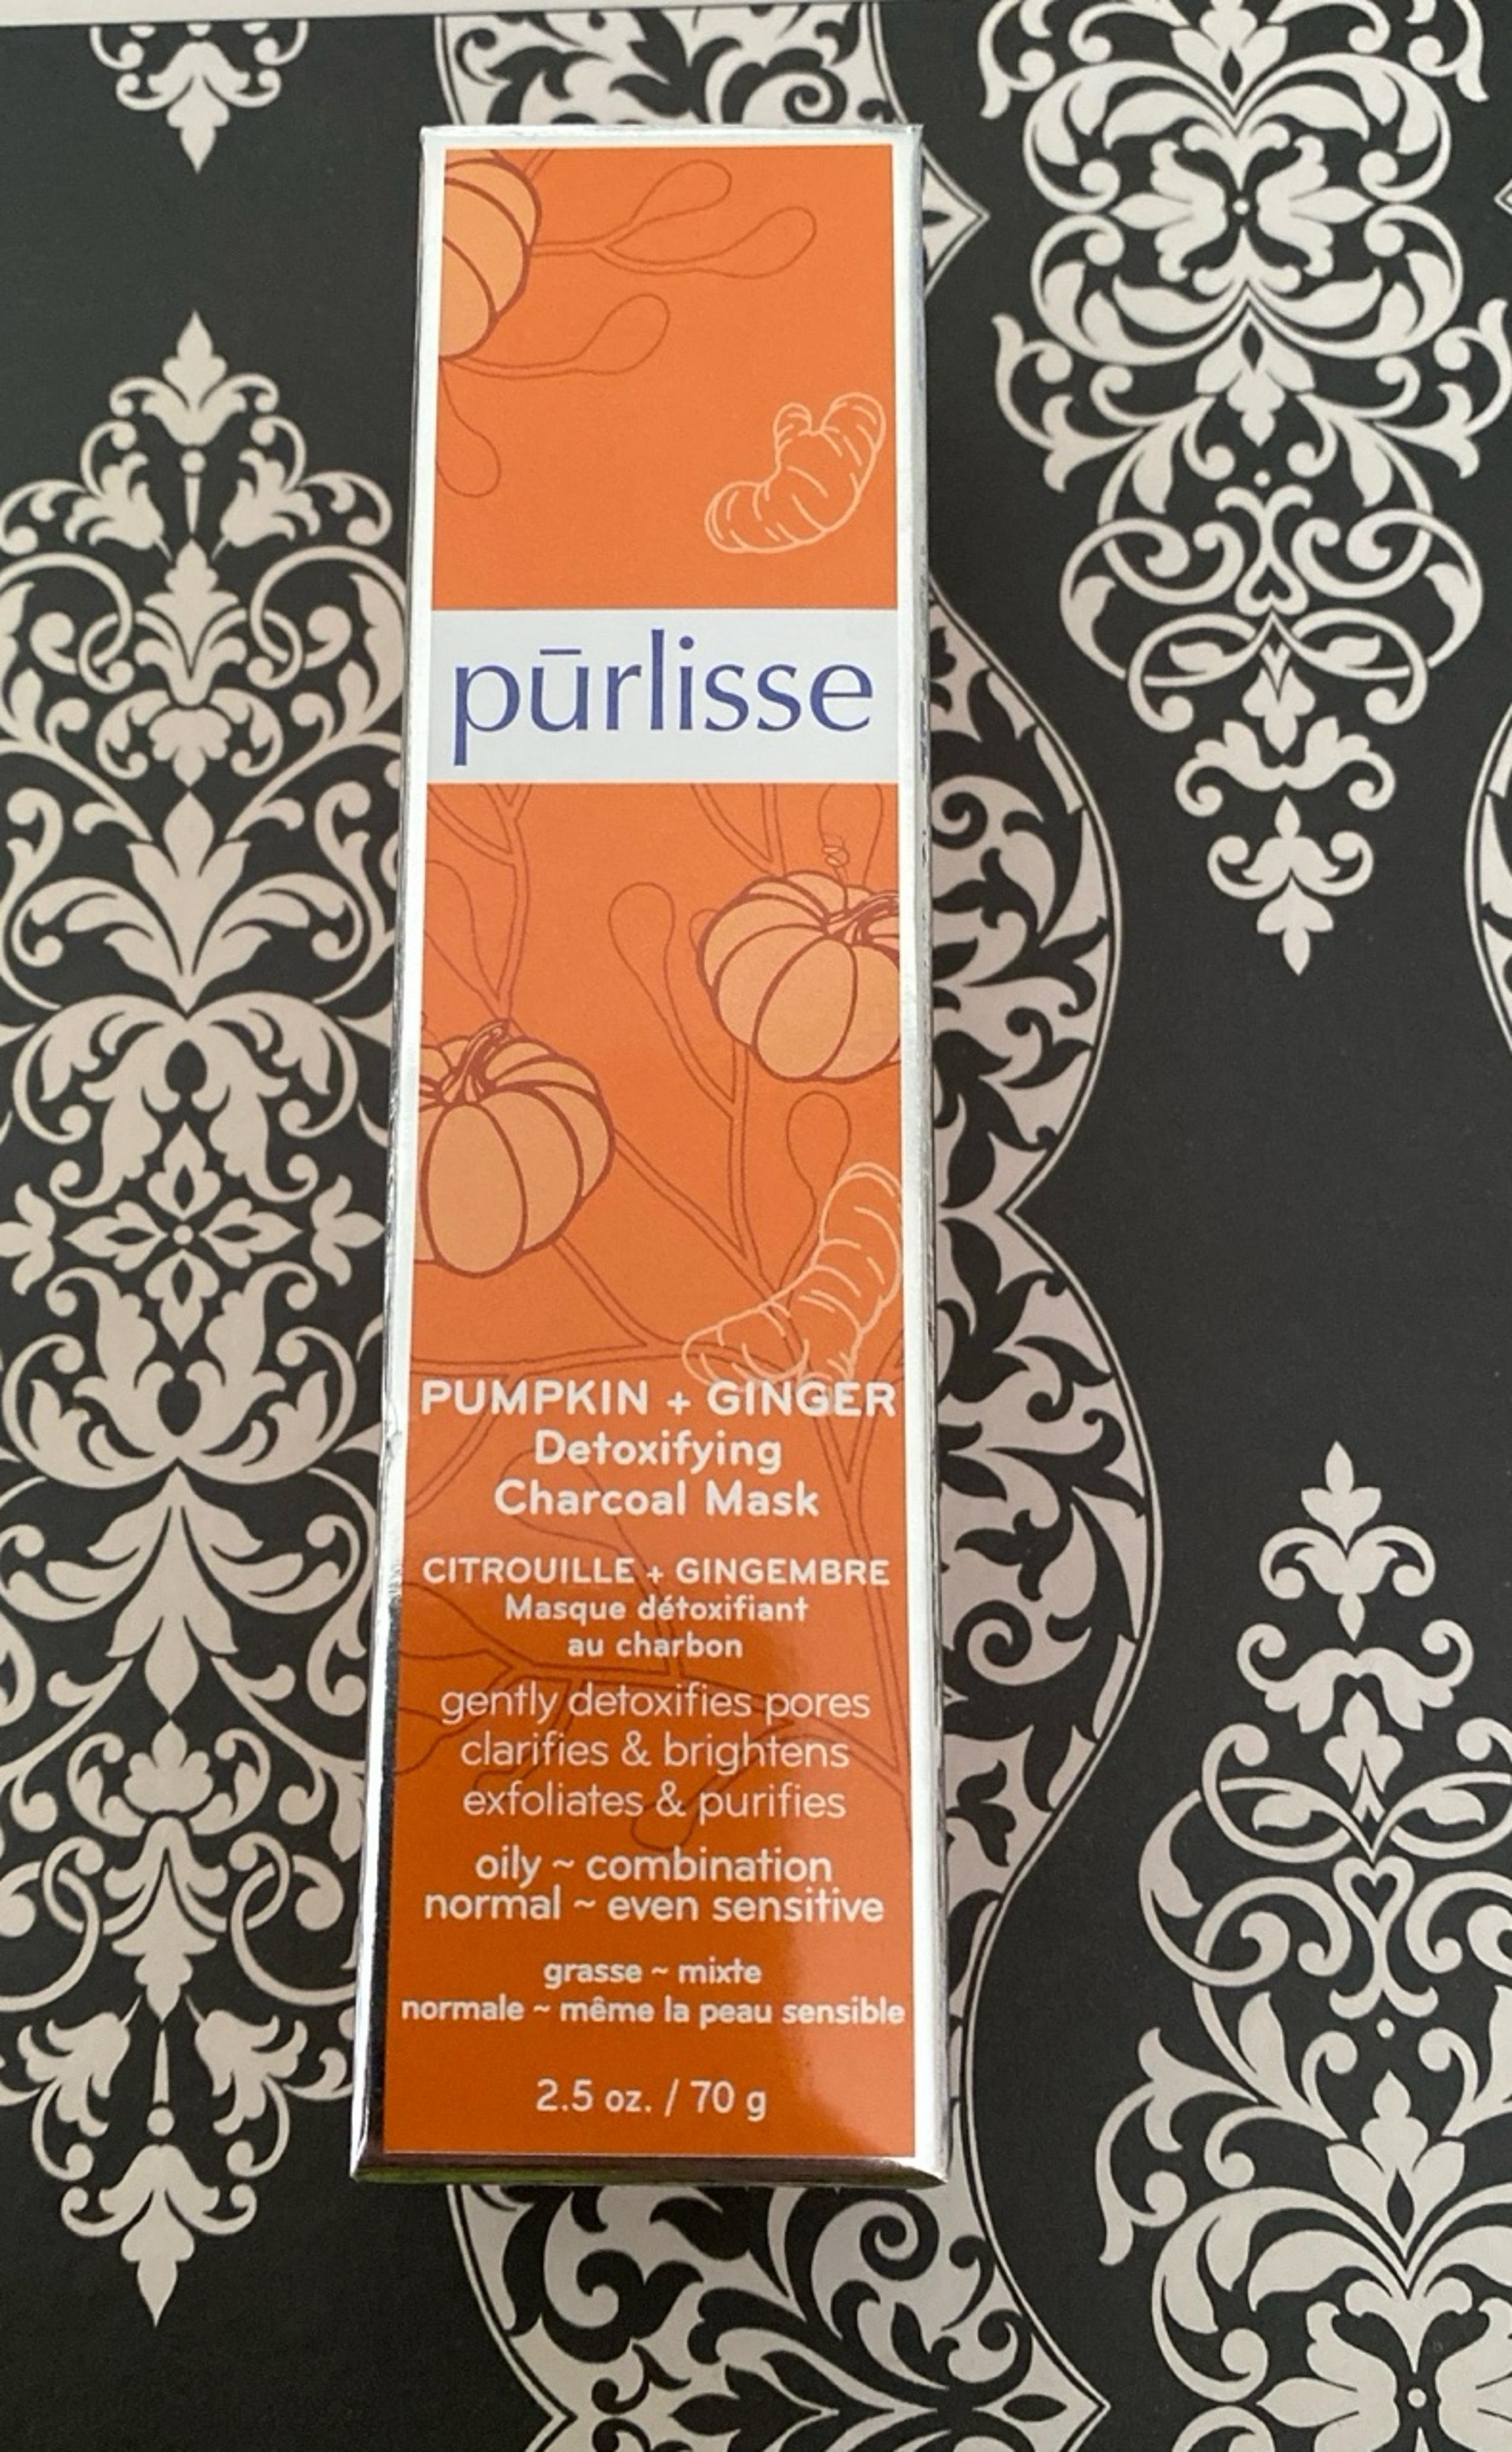 pūrlisse
PUMPKIN + GINGER
Detoxifying
Charcoal Mask
CITROUILLE + GINGEMBRE
Masque détoxifiant
au charbon
gently detoxifies pores
clarifies & brightens
exfoliates & purifies
oily ~ combination
normal ~ even sensitive
grasse ~ mixte
normale ~ même la peau sensible
2.5 oz. / 70 g